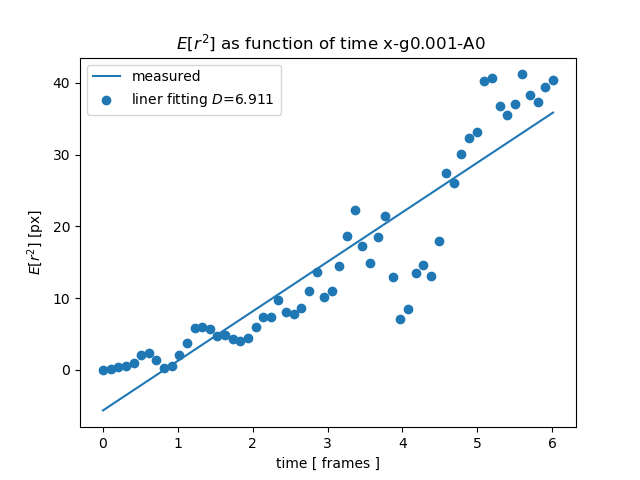 E[r²] as function of time x-g0.001-A0
measured
liner fitting D=6.911
E[r²] [px]
40
30
20
10
0
0 1 2 3 4 5 6
time [ frames ]